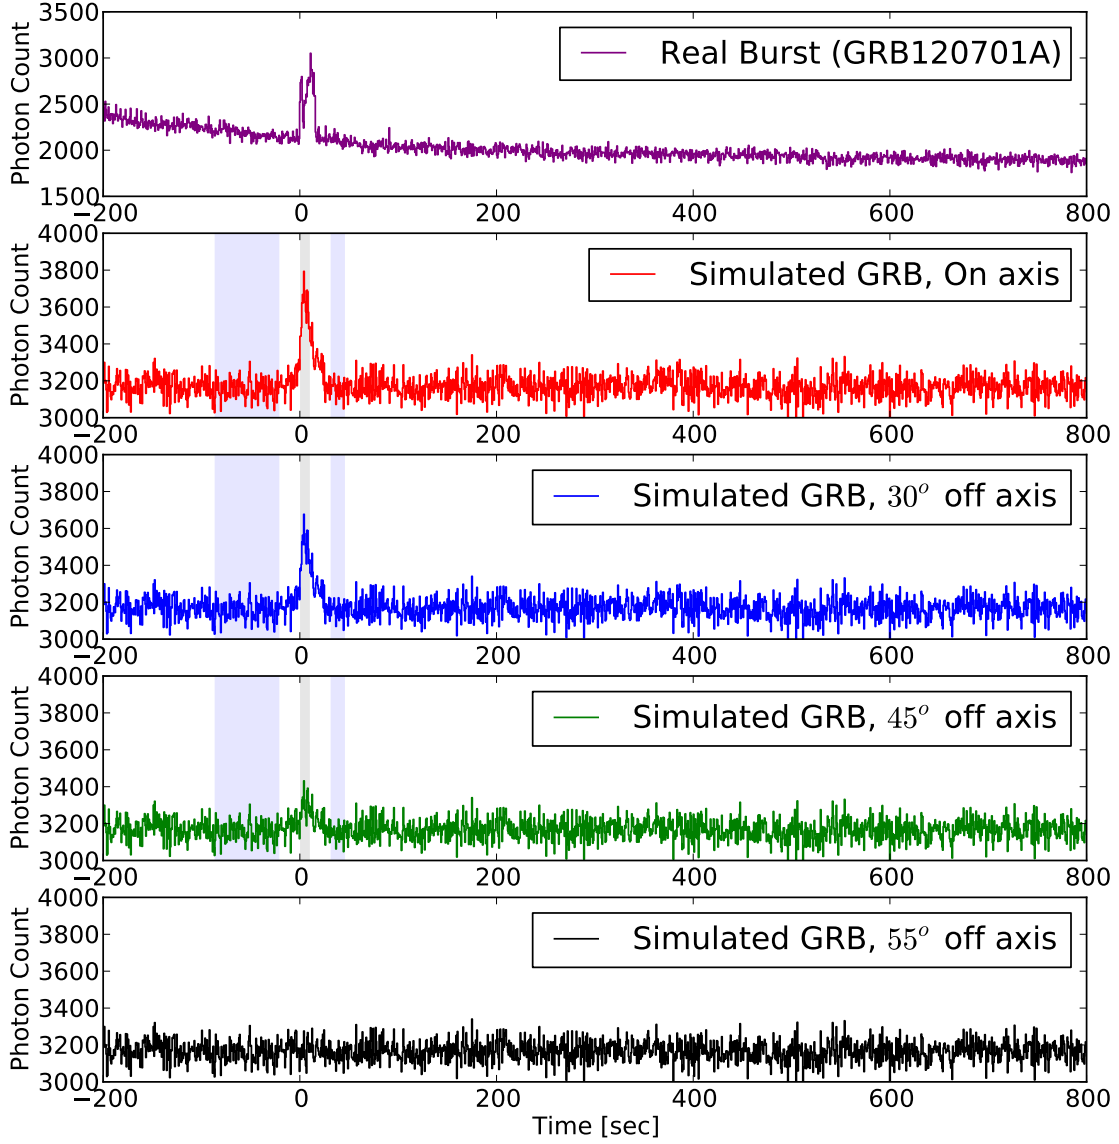 3500
3000
2500
2000
1500
Photon Count
Real Burst (GRB120701A)
−200 0 200 400 600 800
4000
3800
3600
3400
3200
3000
Photon Count
Simulated GRB, On axis
−200 0 200 400 600 800
4000
3800
3600
3400
3200
3000
Photon Count
Simulated GRB, 30° off axis
−200 0 200 400 600 800
4000
3800
3600
3400
3200
3000
Photon Count
Simulated GRB, 45° off axis
−200 0 200 400 600 800
4000
3800
3600
3400
3200
3000
Photon Count
Simulated GRB, 55° off axis
−200 0 200 400 600 800
Time [sec]